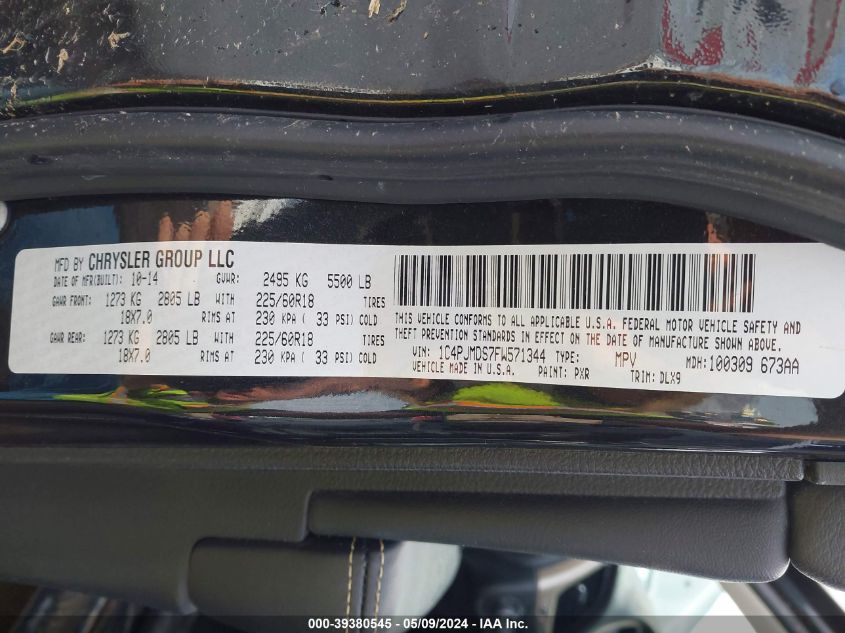 MFD BY CHRYSLER GROUP LLC
DATE OF MFR(BUILT): 10-14 GVWR: 2495 KG 5500 LB
GAWR FRONT: 1273 KG 2805 LB WITH 225/60R18 TIRES
18X7.0 RIMS AT 230 KPA ( 33 PSI) COLD
GAWR REAR: 1273 KG 2805 LB WITH 225/60R18 TIRES
18X7.0 RIMS AT 230 KPA ( 33 PSI) COLD
THIS VEHICLE CONFORMS TO ALL APPLICABLE U.S.A. FEDERAL MOTOR VEHICLE SAFETY AND
THEFT PREVENTION STANDARDS IN EFFECT ON THE DATE OF MANUFACTURE SHOWN ABOVE.
VIN: 1C4PJMDS7FW571344 TYPE: MPV MDH: 100309 673AA
VEHICLE MADE IN U.S.A. PAINT: PXR TRIM: DLX9
000-39380545 - 05/09/2024 - IAAI.COM